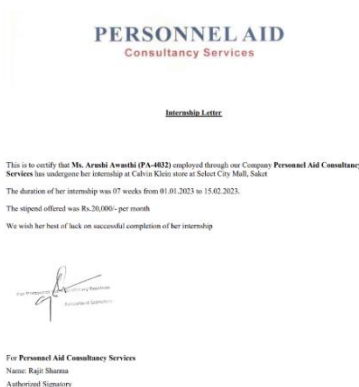 PERSONNEL AID
Consultancy Services
Internship Letter
This is to certify that Ms. Arushi Awasthi (PA-4032) employed through our Company Personnel Aid Consultancy
Services has undergone her internship at Calvin Klein store at Select City Mall, Saket
The duration of her internship was 07 weeks from 01.01.2023 to 15.02.2023.
The stipend offered was Rs.20,000/- per month
We wish her best of luck on successful completion of her internship
For Personnel
For Personnel Aid Consultancy Services
Name: Rajit Sharma
Authorized Signatory